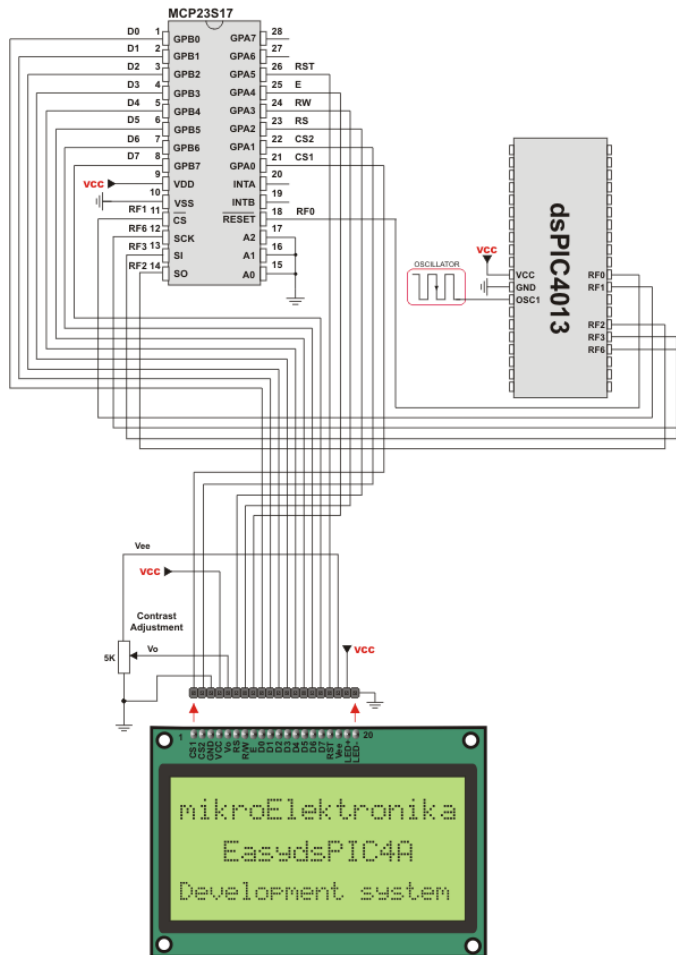 MCP23S17
D0 1 GPB0 GPA7 28
D1 2 GPB1 GPA6 27
D2 3 GPB2 GPA5 26 RST
D3 4 GPB3 GPA4 25 E
D4 5 GPB4 GPA3 24 RW
D5 6 GPB5 GPA2 23 RS
D6 7 GPB6 GPA1 22 CS2
D7 8 GPB7 GPA0 21 CS1
vcc 9 VDD INTA 20
10 VSS INTB 19
RF1 11 CS RESET 18 RF0
RF6 12 SCK A2 17
RF3 13 SI A1 16
RF2 14 SO A0 15
dsPIC4013
vcc
OSCILLATOR
VCC RF0
GND RF1
OSC1
RF2
RF3
RF6
Vee
vcc
Contrast
Adjustment
5K Vo
vcc
1 20
CS1 CS2 GND VCC Vo RS R/W E D0 D1 D2 D3 D4 D5 D6 D7 RST Vee LED+ LED-
mikroElektronika
EasydsPIC4A
Development system